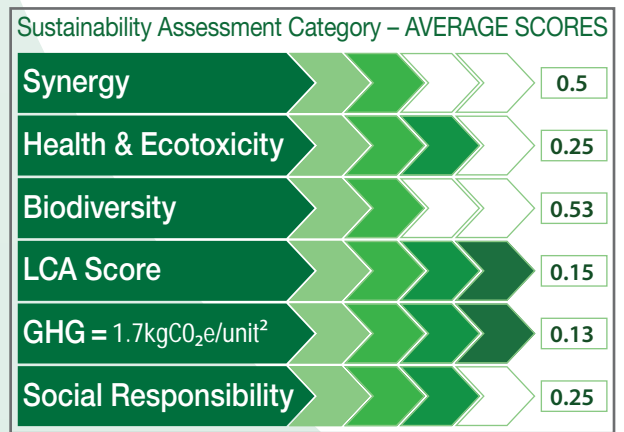 Sustainability Assessment Category – AVERAGE SCORES
Synergy 0.5
Health & Ecotoxicity 0.25
Biodiversity 0.53
LCA Score 0.15
GHG = 1.7kgC0₂e/unit² 0.13
Social Responsibility 0.25